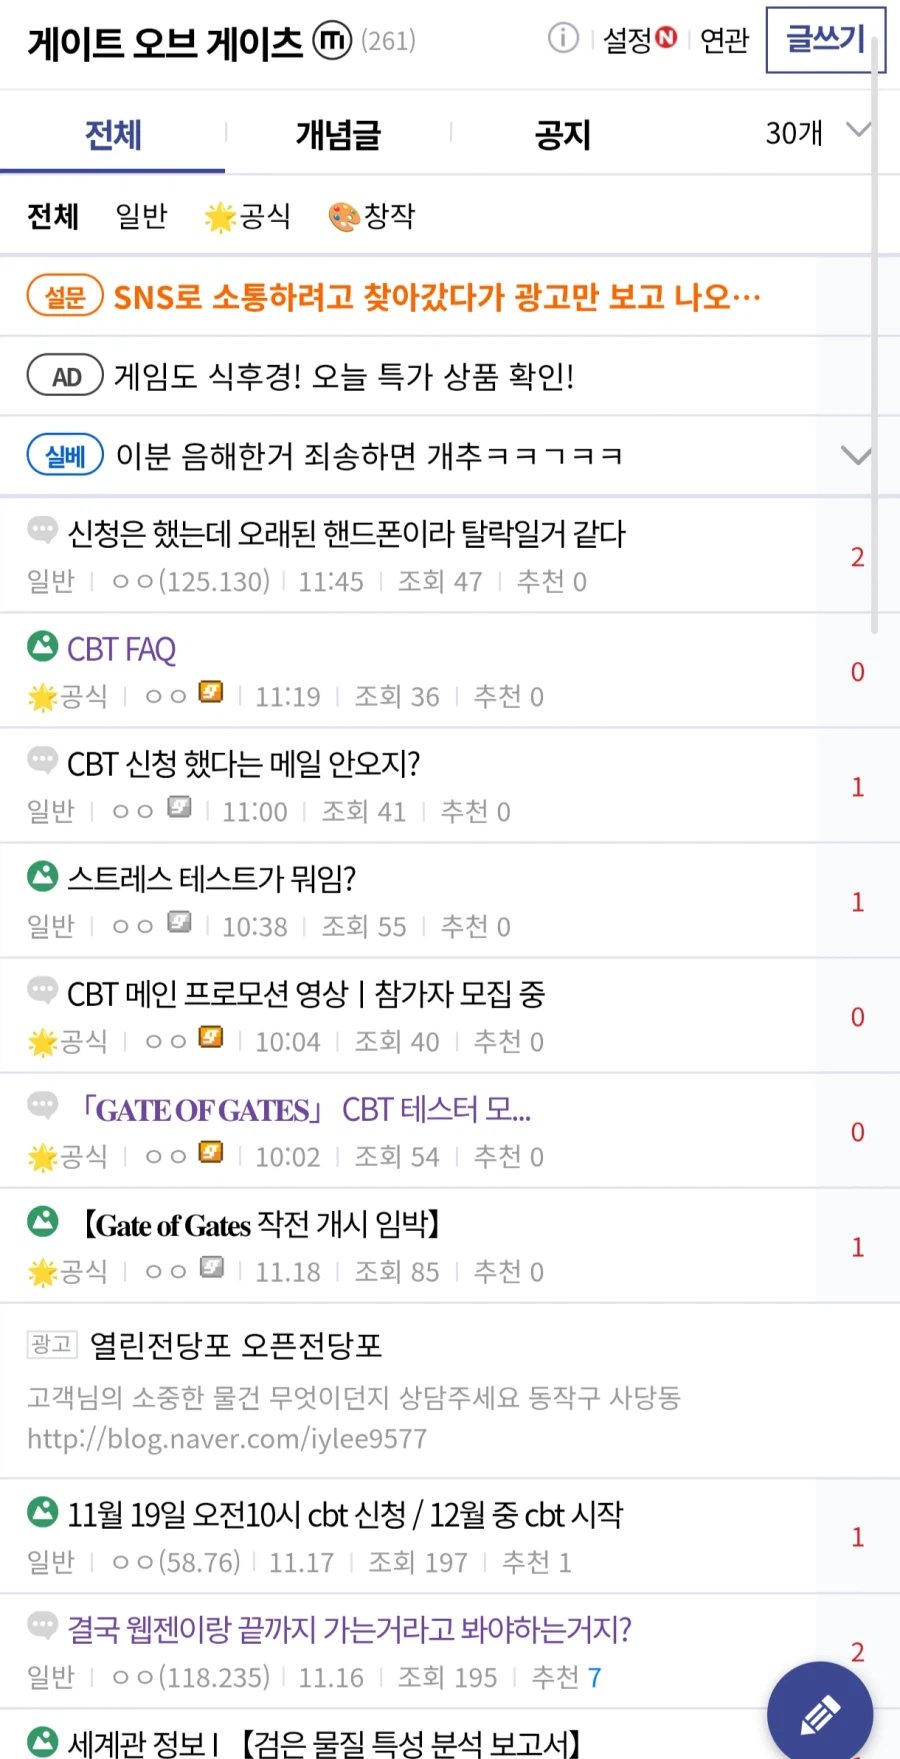 게이트 오브 게이츠 ⓜ (261)
설정 N 연관 글쓰기
전체 개념글 공지 30개
전체 일반 🌟공식 🎨창작
설문 SNS로 소통하려고 찾아갔다가 광고만 보고 나오…
AD 게임도 식후경! 오늘 특가 상품 확인!
실베 이분 음해한거 죄송하면 개추ㅋㅋㄱㅋㅋ
신청은 했는데 오래된 핸드폰이라 탈락일거 같다
2
일반 ㅇㅇ(125.130) 11:45 조회 47 추천 0
CBT FAQ
0
🌟공식 ㅇㅇ 11:19 조회 36 추천 0
CBT 신청 했다는 메일 안오지?
1
일반 ㅇㅇ 11:00 조회 41 추천 0
스트레스 테스트가 뭐임?
1
일반 ㅇㅇ 10:38 조회 55 추천 0
CBT 메인 프로모션 영상ㅣ참가자 모집 중
0
🌟공식 ㅇㅇ 10:04 조회 40 추천 0
「GATE OF GATES」 CBT 테스터 모...
0
🌟공식 ㅇㅇ 10:02 조회 54 추천 0
【Gate of Gates 작전 개시 임박】
1
🌟공식 ㅇㅇ 11.18 조회 85 추천 0
광고 열린전당포 오픈전당포
고객님의 소중한 물건 무엇이던지 상담주세요 동작구 사당동
http://blog.naver.com/iylee9577
11월 19일 오전10시 cbt 신청 / 12월 중 cbt 시작
1
일반 ㅇㅇ(58.76) 11.17 조회 197 추천 1
결국 웹젠이랑 끝까지 가는거라고 봐야하는거지?
2
일반 ㅇㅇ(118.235) 11.16 조회 195 추천 7
세계관 정보 I 【검은 물질 특성 분석 보고서】